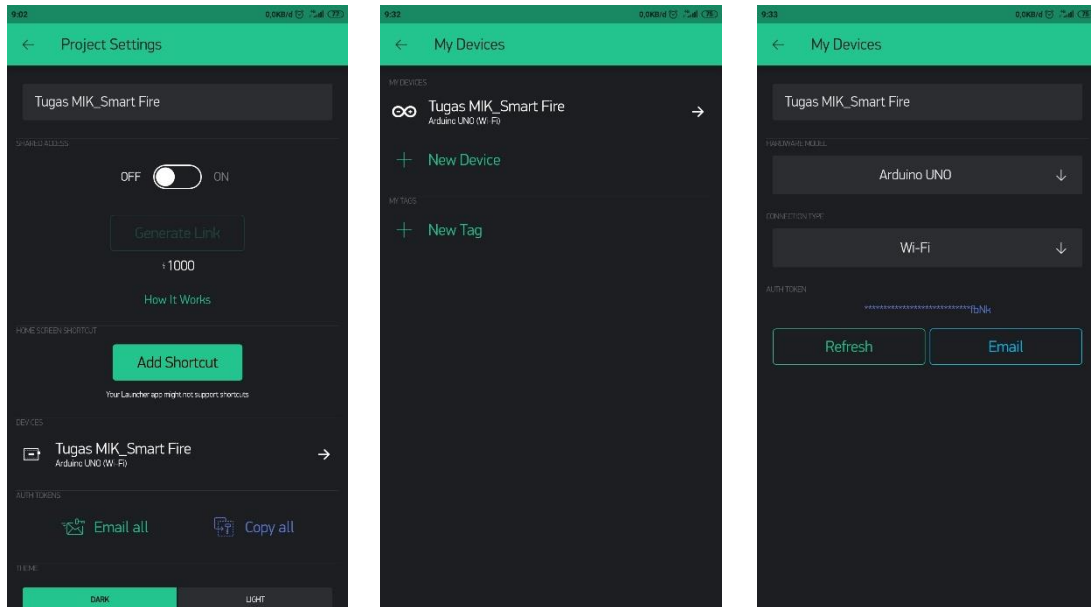 9:02
0,0KB/d
Project Settings
Tugas MIK_Smart Fire
SHARED ACCESS
OFF ON
Generate Link
1000
How It Works
HOME SCREEN SHORTCUT
Add Shortcut
Your Launcher app might not support shortcuts
DEVICES
Tugas MIK_Smart Fire
Arduino UNO (Wi-Fi)
AUTH TOKENS
Email all
Copy all
THEME
DARK
LIGHT
9:32
0,0KB/d
My Devices
MY DEVICES
Tugas MIK_Smart Fire
Arduino UNO (Wi-Fi)
New Device
MY TAGS
New Tag
9:33
0,0KB/d
My Devices
Tugas MIK_Smart Fire
HARDWARE MODEL
Arduino UNO
CONNECTION TYPE
Wi-Fi
AUTH TOKEN
****************************fbNk
Refresh
Email